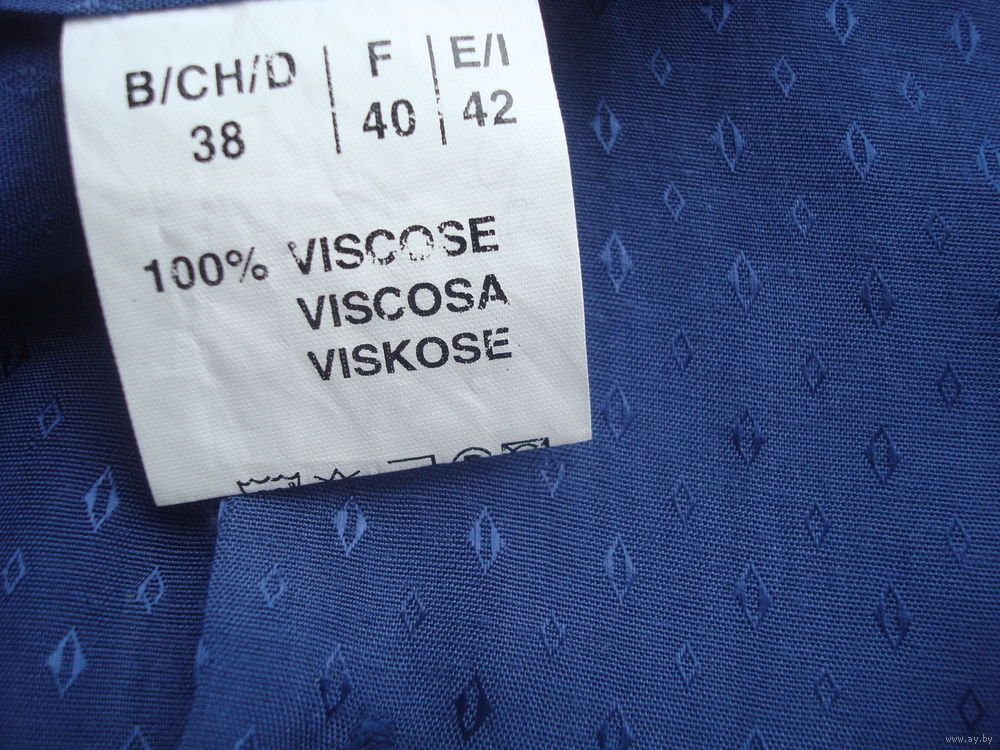 B/CH/D | F | E/I
38 | 40 | 42
100% VISCOSE
VISCOSA
VISKOSE
www.ay.by